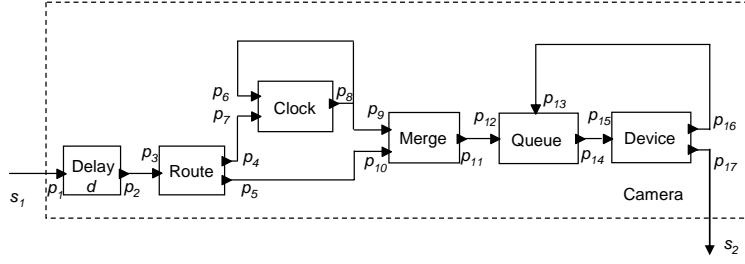 p6
p7
Clock
p8
p9
p10
Merge
p11
p12
p13
Queue
p14
p15
Device
p16
p17
s1
p1
Delay
d
p2
p3
Route
p4
p5
Camera
s2